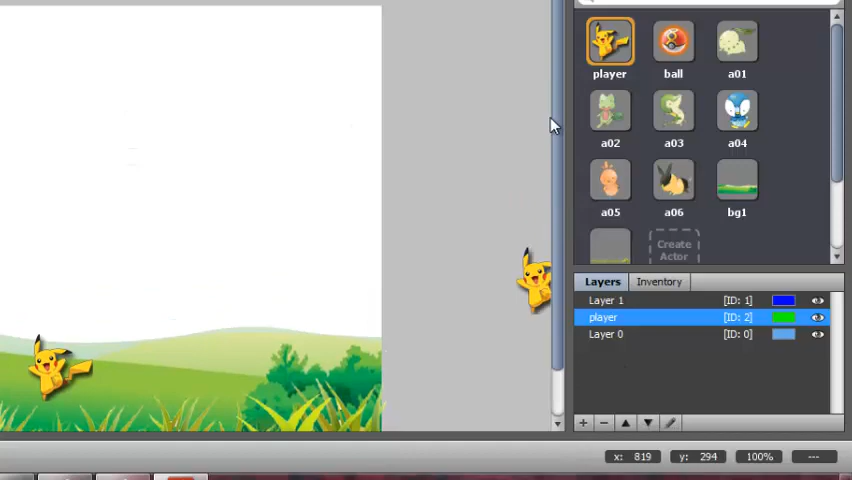 player ball a01
a02 a03 a04
a05 a06 bg1
Create
Actor
Layers Inventory
Layer 1 [ID: 1]
player [ID: 2]
Layer 0 [ID: 0]
x: 819 y: 294 100% ---